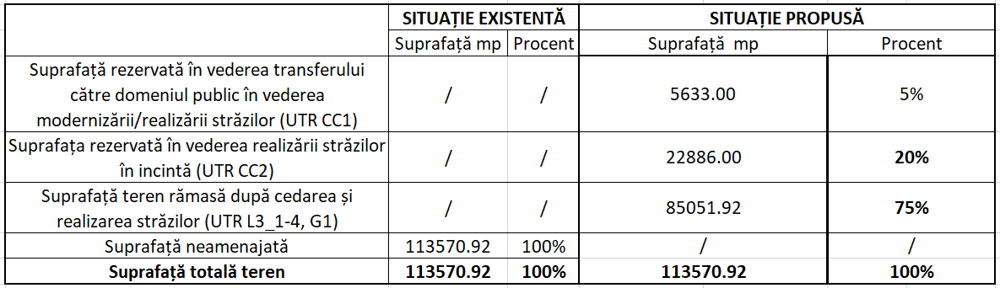 SITUAȚIE EXISTENTĂ SITUAȚIE PROPUSĂ
Suprafață mp Procent Suprafață mp Procent
Suprafață rezervată în vederea transferului
către domeniul public în vederea
modernizării/realizării străzilor (UTR CC1)
/ / 5633.00 5%
Suprafața rezervată în vederea realizării străzilor
în incintă (UTR CC2)
/ / 22886.00 20%
Suprafață teren rămasă după cedarea și
realizarea străzilor (UTR L3_1-4, G1)
/ / 85051.92 75%
Suprafață neamenajată 113570.92 100% / /
Suprafață totală teren 113570.92 100% 113570.92 100%